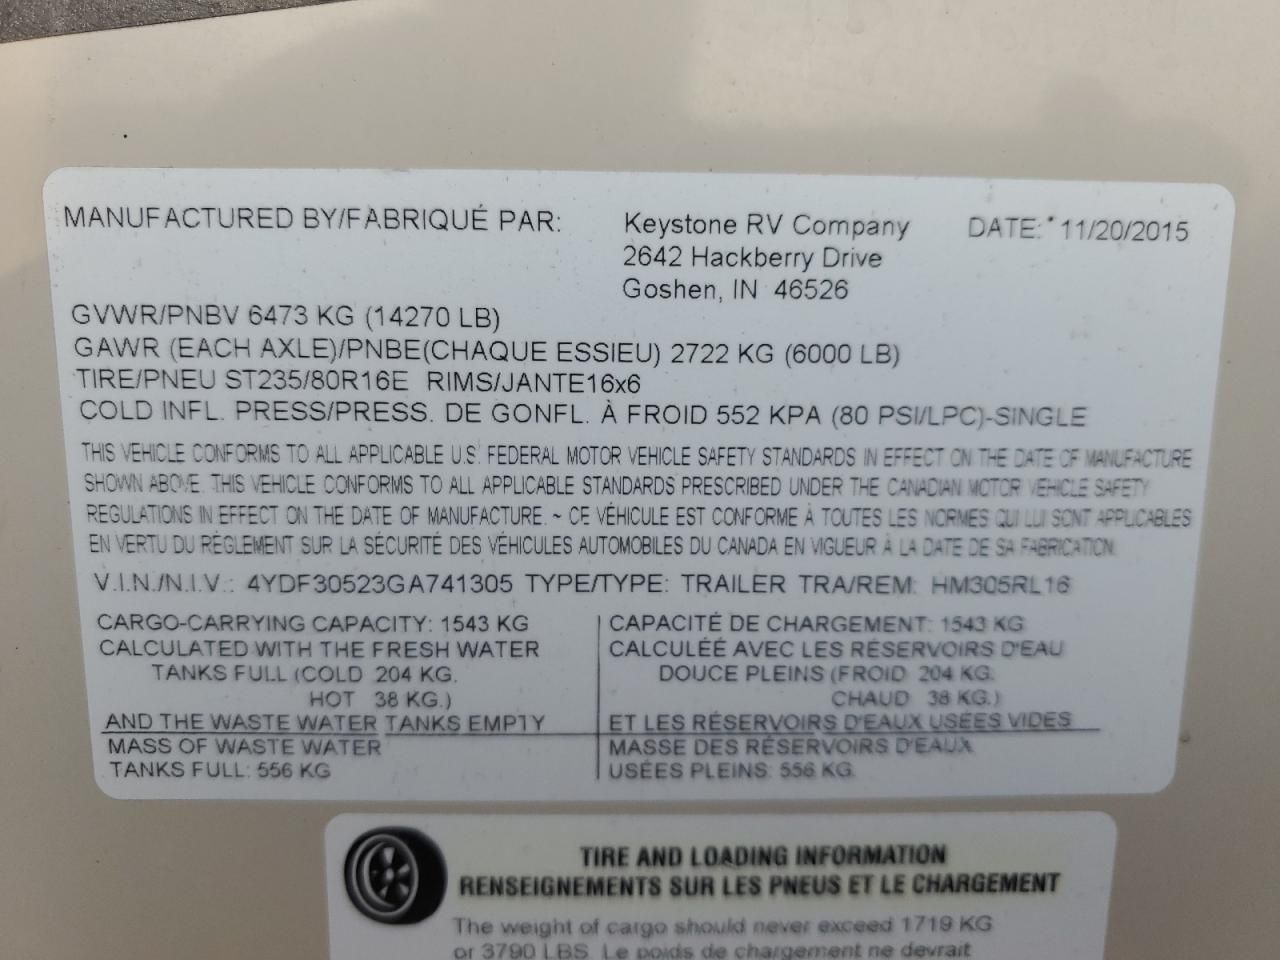 MANUFACTURED BY/FABRIQUÉ PAR: Keystone RV Company DATE: 11/20/2015
2642 Hackberry Drive
Goshen, IN 46526
GVWR/PNBV 6473 KG (14270 LB)
GAWR (EACH AXLE)/PNBE(CHAQUE ESSIEU) 2722 KG (6000 LB)
TIRE/PNEU ST235/80R16E RIMS/JANTE16x6
COLD INFL. PRESS/PRESS. DE GONFL. À FROID 552 KPA (80 PSI/LPC)-SINGLE
THIS VEHICLE CONFORMS TO ALL APPLICABLE U.S. FEDERAL MOTOR VEHICLE SAFETY STANDARDS IN EFFECT ON THE DATE OF MANUFACTURE
SHOWN ABOVE. THIS VEHICLE CONFORMS TO ALL APPLICABLE STANDARDS PRESCRIBED UNDER THE CANADIAN MOTOR VEHICLE SAFETY
REGULATIONS IN EFFECT ON THE DATE OF MANUFACTURE. ~ CE VÉHICULE EST CONFORME À TOUTES LES NORMES QUI LUI SONT APPLICABLES
EN VERTU DU RÈGLEMENT SUR LA SÉCURITÉ DES VÉHICULES AUTOMOBILES DU CANADA EN VIGUEUR À LA DATE DE SA FABRICATION.
V.I.N./N.I.V.: 4YDF30523GA741305 TYPE/TYPE: TRAILER TRA/REM: HM305RL16
CARGO-CARRYING CAPACITY: 1543 KG
CALCULATED WITH THE FRESH WATER
TANKS FULL (COLD 204 KG.
HOT 38 KG.)
AND THE WASTE WATER TANKS EMPTY
MASS OF WASTE WATER
TANKS FULL: 556 KG
CAPACITÉ DE CHARGEMENT: 1543 KG
CALCULÉE AVEC LES RÉSERVOIRS D'EAU
DOUCE PLEINS (FROID 204 KG.
CHAUD 38 KG.)
ET LES RÉSERVOIRS D'EAUX USÉES VIDES
MASSE DES RÉSERVOIRS D'EAUX
USÉES PLEINS: 556 KG.
TIRE AND LOADING INFORMATION
RENSEIGNEMENTS SUR LES PNEUS ET LE CHARGEMENT
The weight of cargo should never exceed 1719 KG
or 3790 LBS. Le poids de chargement ne devrait